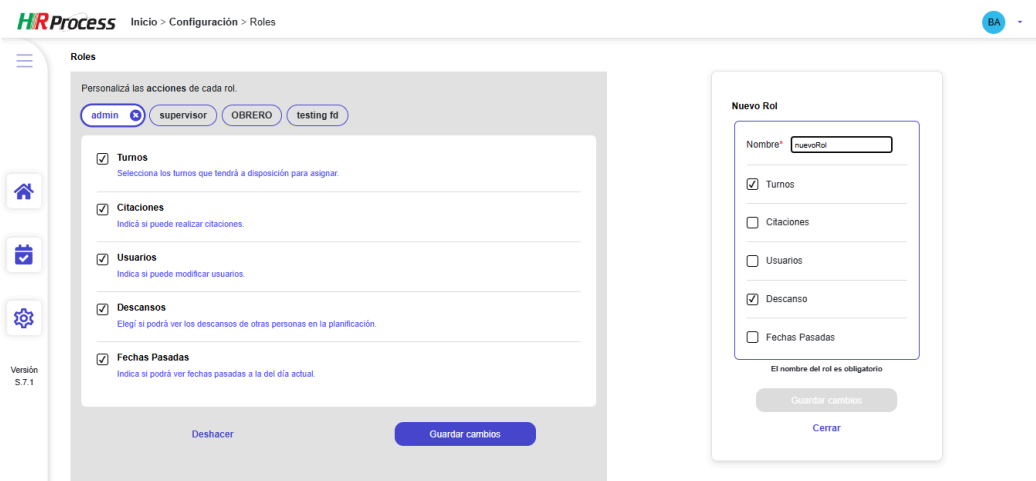 HRProcess Inicio > Configuración > Roles BA
Roles
Personalizá las acciones de cada rol.
admin supervisor OBRERO testing fd
Turnos
Selecciona los turnos que tendrá a disposición para asignar.
Citaciones
Indicá si puede realizar citaciones.
Usuarios
Indica si puede modificar usuarios.
Descansos
Elegí si podrá ver los descansos de otras personas en la planificación.
Fechas Pasadas
Indica si podrá ver fechas pasadas a la del día actual.
Deshacer Guardar cambios
Versión
S.7.1
Nuevo Rol
Nombre* nuevoRol
Turnos
Citaciones
Usuarios
Descanso
Fechas Pasadas
El nombre del rol es obligatorio
Guardar cambios
Cerrar